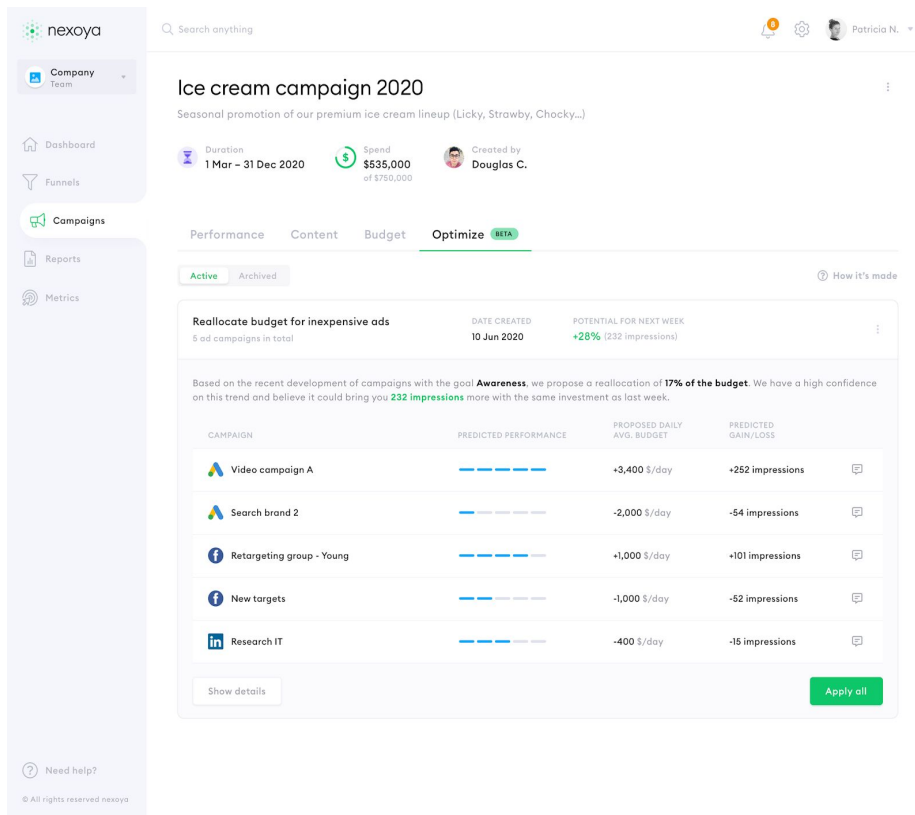 nexoya
Search anything
8
Patricia N.
Company
Team
Dashboard
Funnels
Campaigns
Reports
Metrics
Ice cream campaign 2020
Seasonal promotion of our premium ice cream lineup (Licky, Strawby, Chocky...)
Duration
1 Mar – 31 Dec 2020
$
Spend
$535,000
of $750,000
Created by
Douglas C.
Performance Content Budget Optimize BETA
Active Archived
? How it's made
Reallocate budget for inexpensive ads
5 ad campaigns in total
DATE CREATED
10 Jun 2020
POTENTIAL FOR NEXT WEEK
+28% (232 impressions)
Based on the recent development of campaigns with the goal Awareness, we propose a reallocation of 17% of the budget. We have a high confidence
on this trend and believe it could bring you 232 impressions more with the same investment as last week.
CAMPAIGN
PREDICTED PERFORMANCE
PROPOSED DAILY
AVG. BUDGET
PREDICTED
GAIN/LOSS
Video campaign A +3,400 $/day +252 impressions
Search brand 2 -2,000 $/day -54 impressions
f Retargeting group - Young +1,000 $/day +101 impressions
f New targets -1,000 $/day -52 impressions
in Research IT -400 $/day -15 impressions
Show details
Apply all
? Need help?
© All rights reserved nexoya